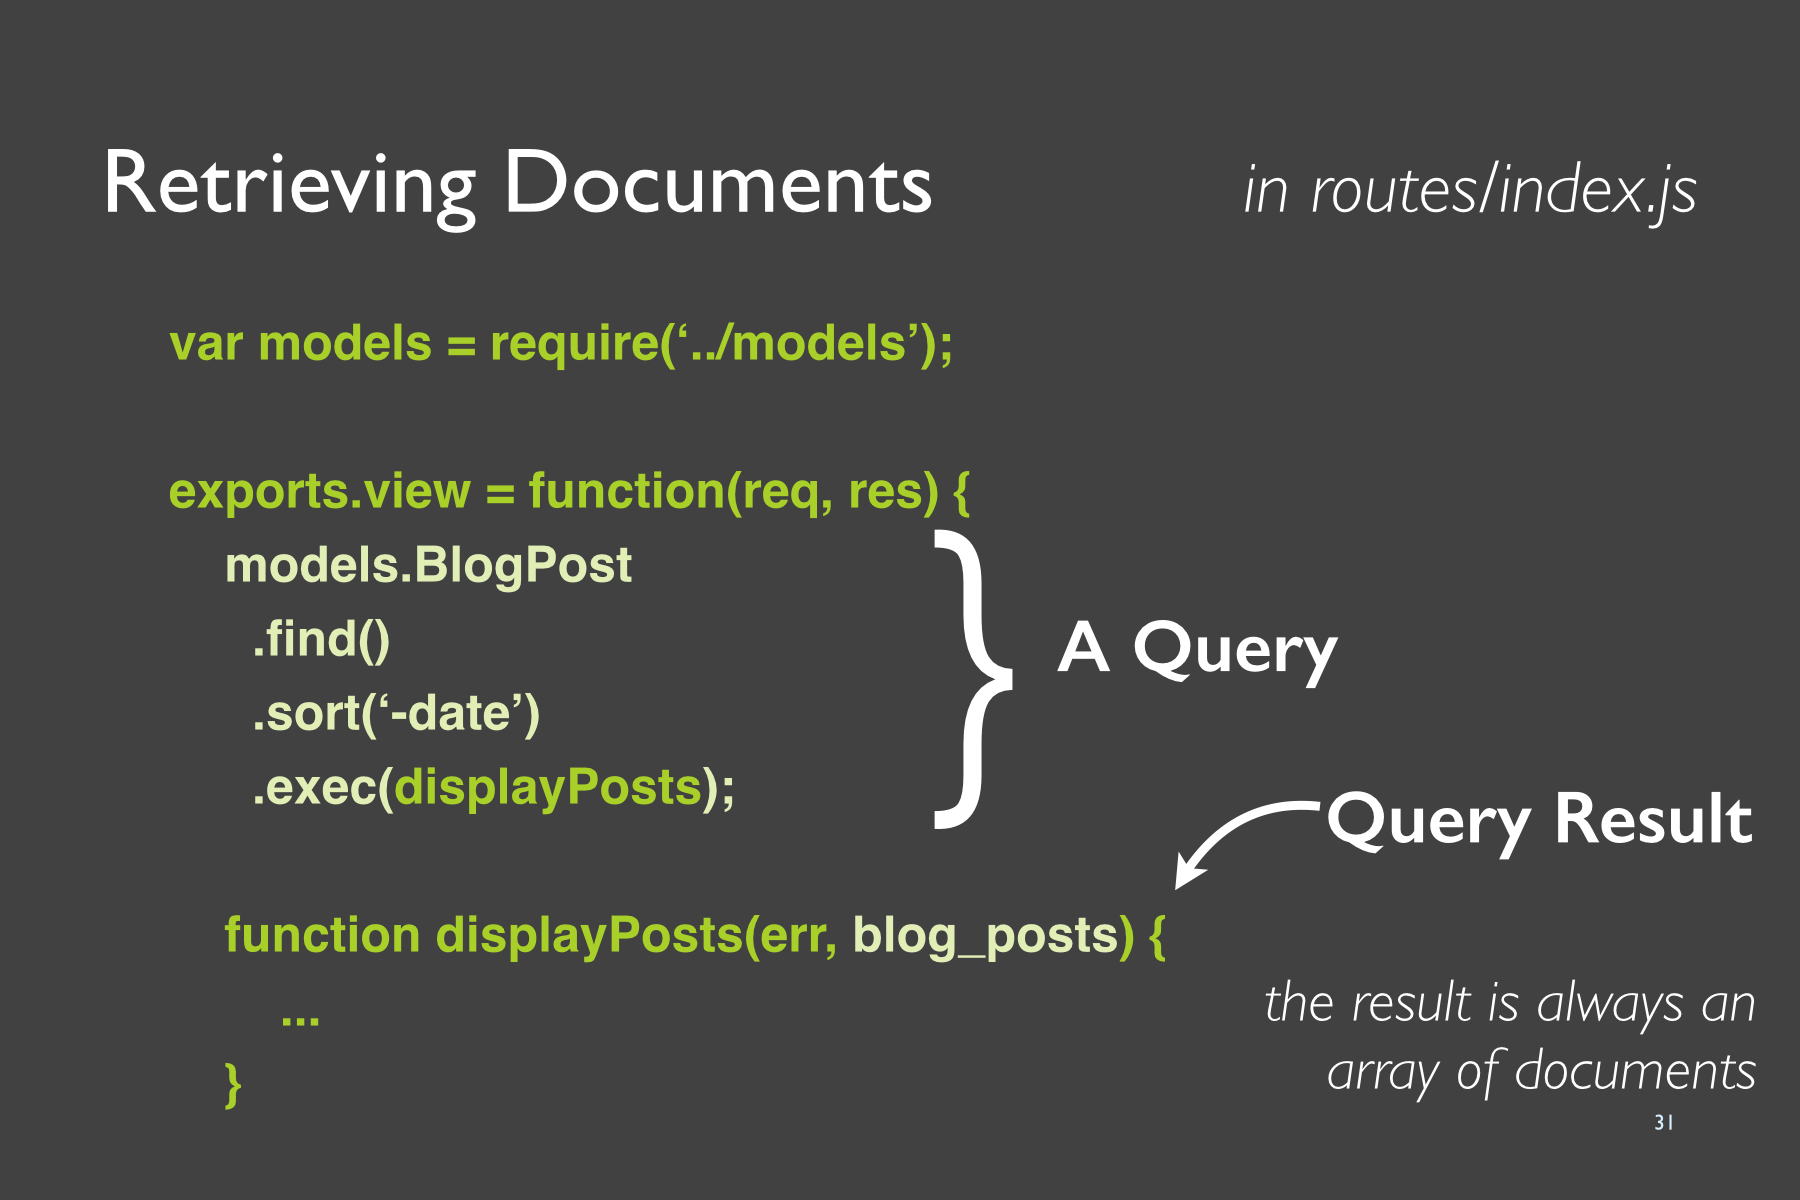 Retrieving Documents
in routes/index.js
var models = require(‘../models’);
exports.view = function(req, res) {
models.BlogPost
.find()
.sort(‘-date’)
.exec(displayPosts);
A Query
Query Result
function displayPosts(err, blog_posts) {
...
}
the result is always an
array of documents
31